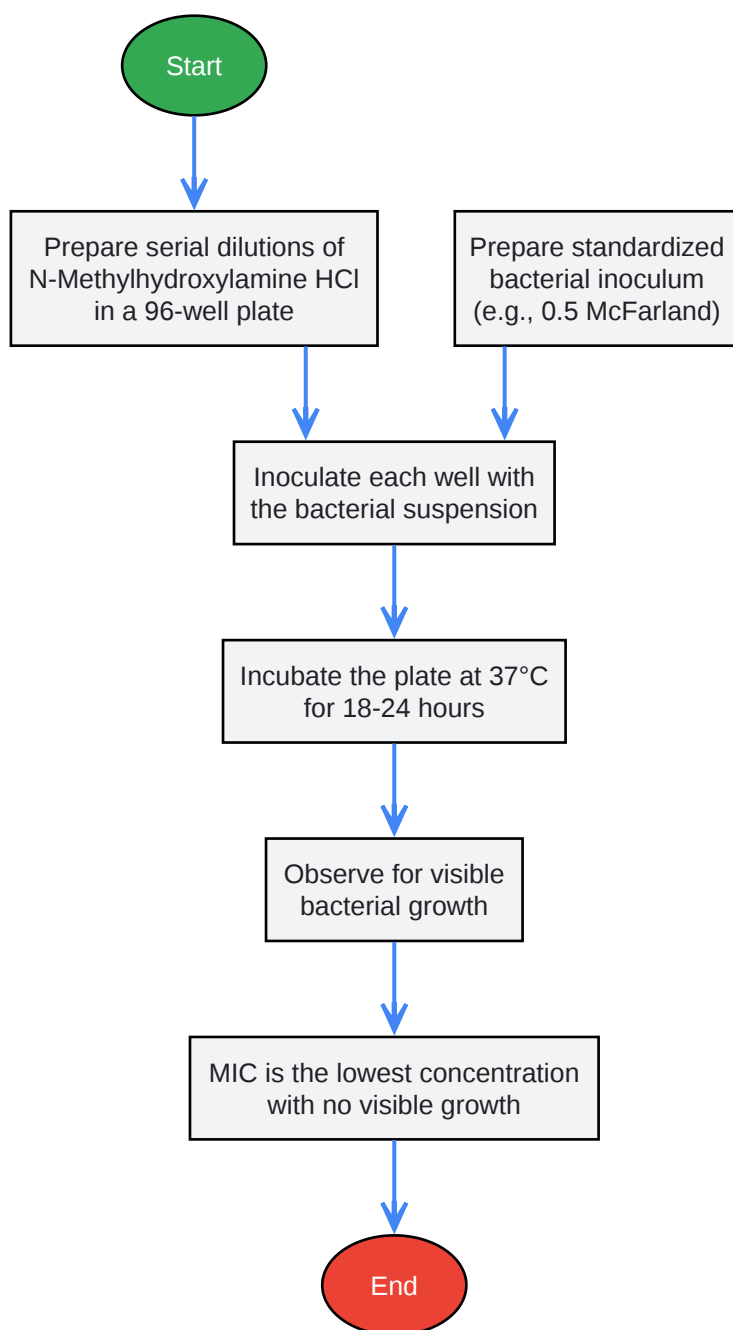 Start
Prepare serial dilutions of
N-Methylhydroxylamine HCl
in a 96-well plate
Prepare standardized
bacterial inoculum
(e.g., 0.5 McFarland)
Inoculate each well with
the bacterial suspension
Incubate the plate at 37°C
for 18-24 hours
Observe for visible
bacterial growth
MIC is the lowest concentration
with no visible growth
End